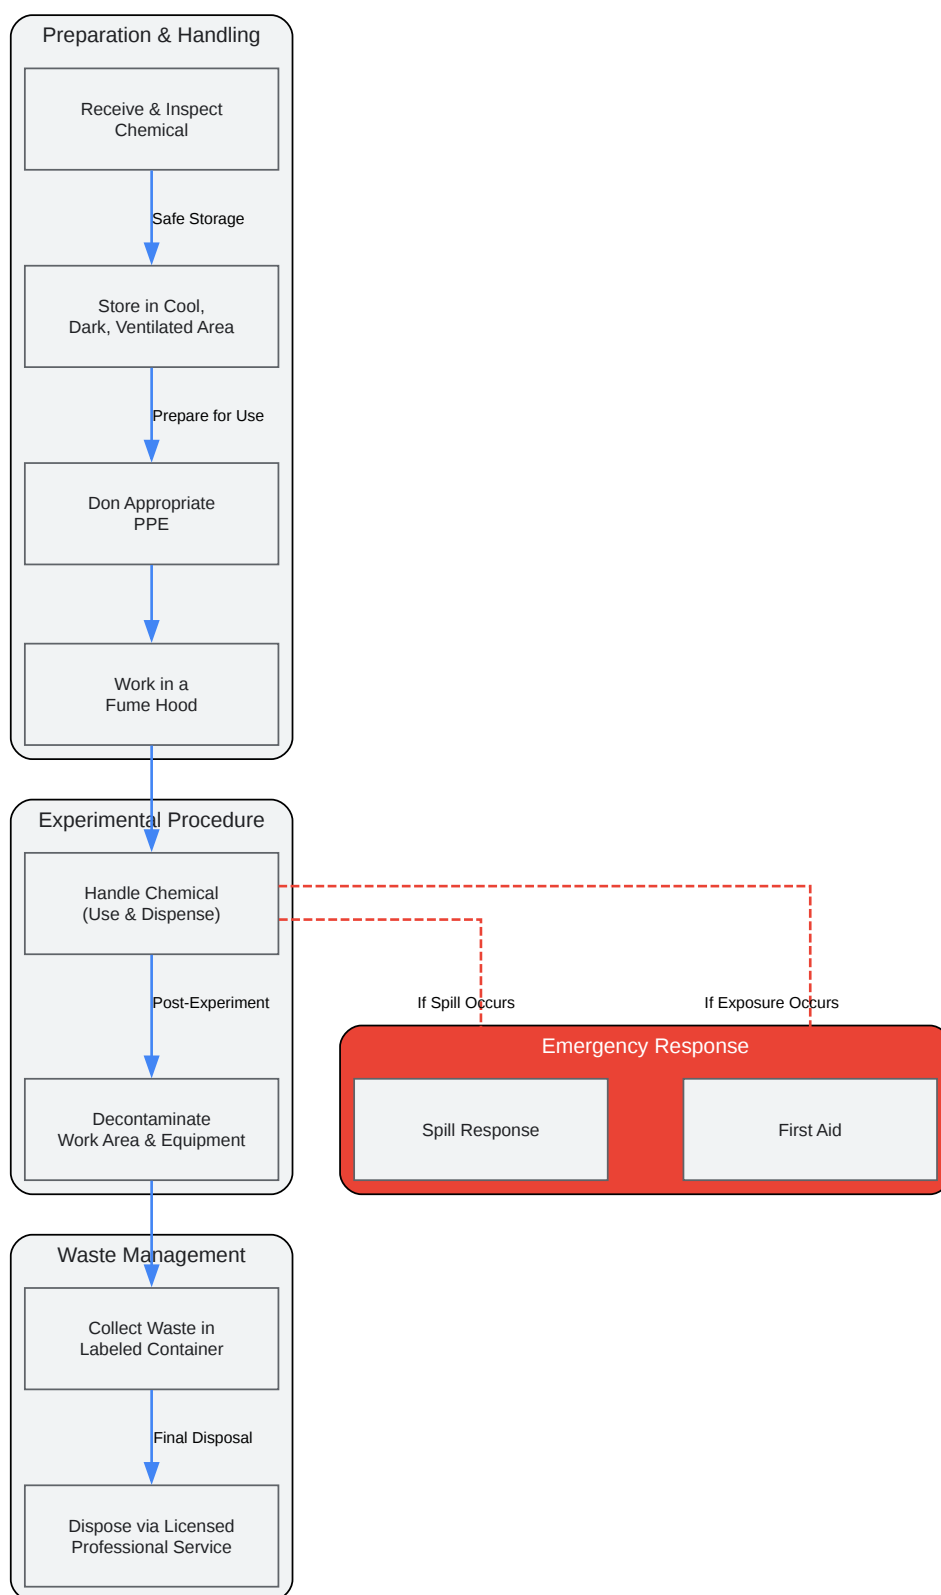 Preparation & Handling
Receive & Inspect
Chemical
Safe Storage
Store in Cool,
Dark, Ventilated Area
Prepare for Use
Don Appropriate
PPE
Work in a
Fume Hood
Experimental Procedure
Handle Chemical
(Use & Dispense)
Post-Experiment
If Spill Occurs
If Exposure Occurs
Emergency Response
Decontaminate
Work Area & Equipment
Spill Response
First Aid
Waste Management
Collect Waste in
Labeled Container
Final Disposal
Dispose via Licensed
Professional Service